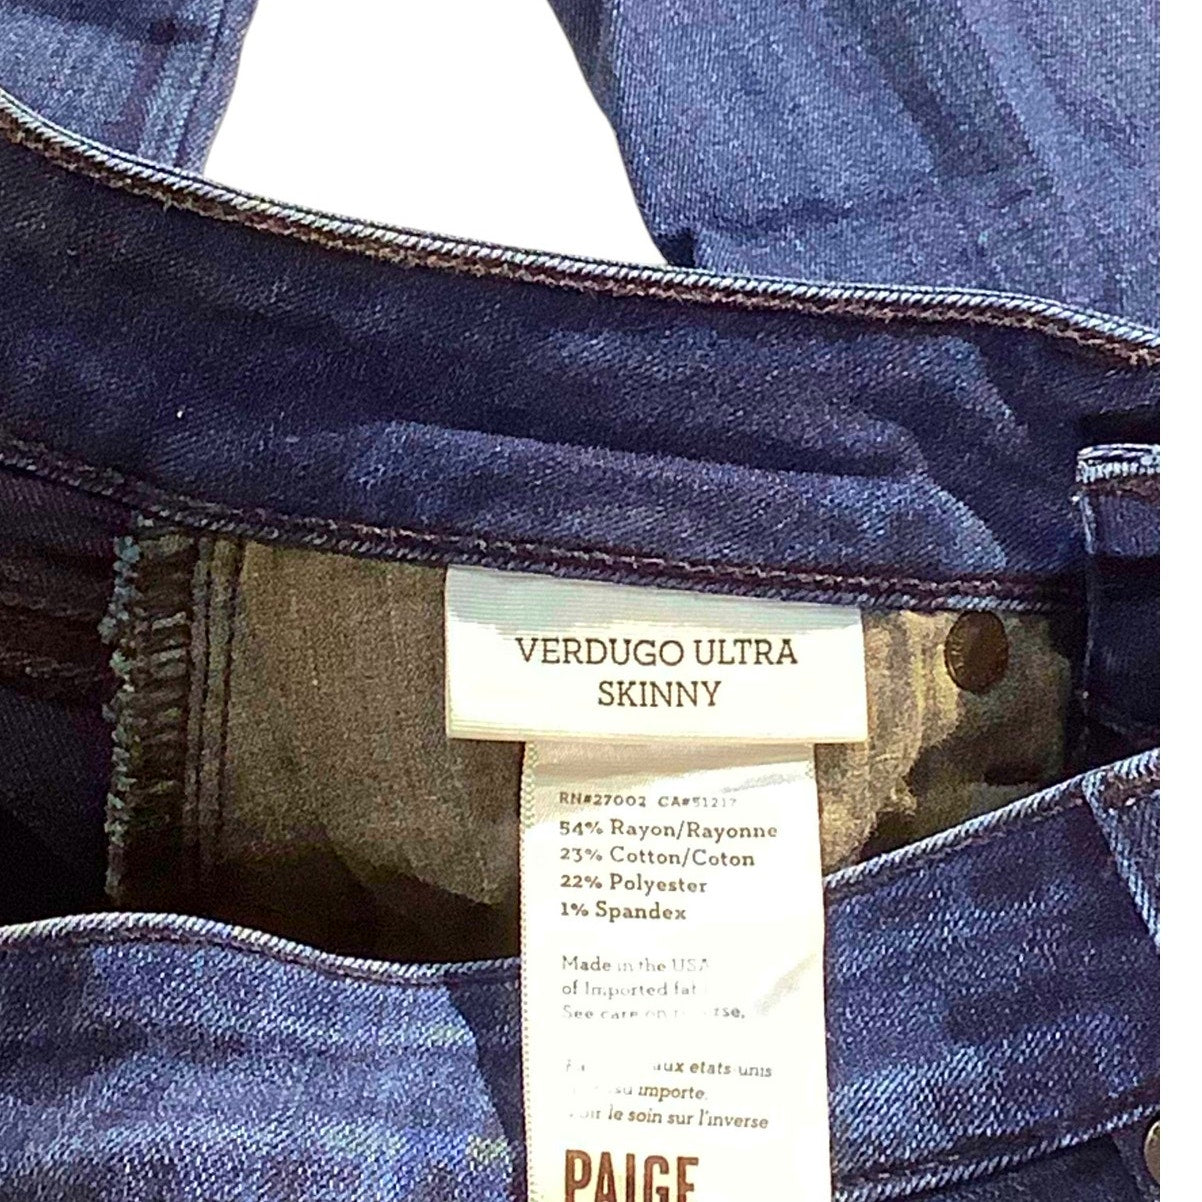 VERDUGO ULTRA
SKINNY
RN#27002 CA#51217
54% Rayon/Rayonne
23% Cotton/Coton
22% Polyester
1% Spandex
Made in the USA
of Imported
See care on
aux etats unis
importe.
le soin sur l'inverse
PAIGE